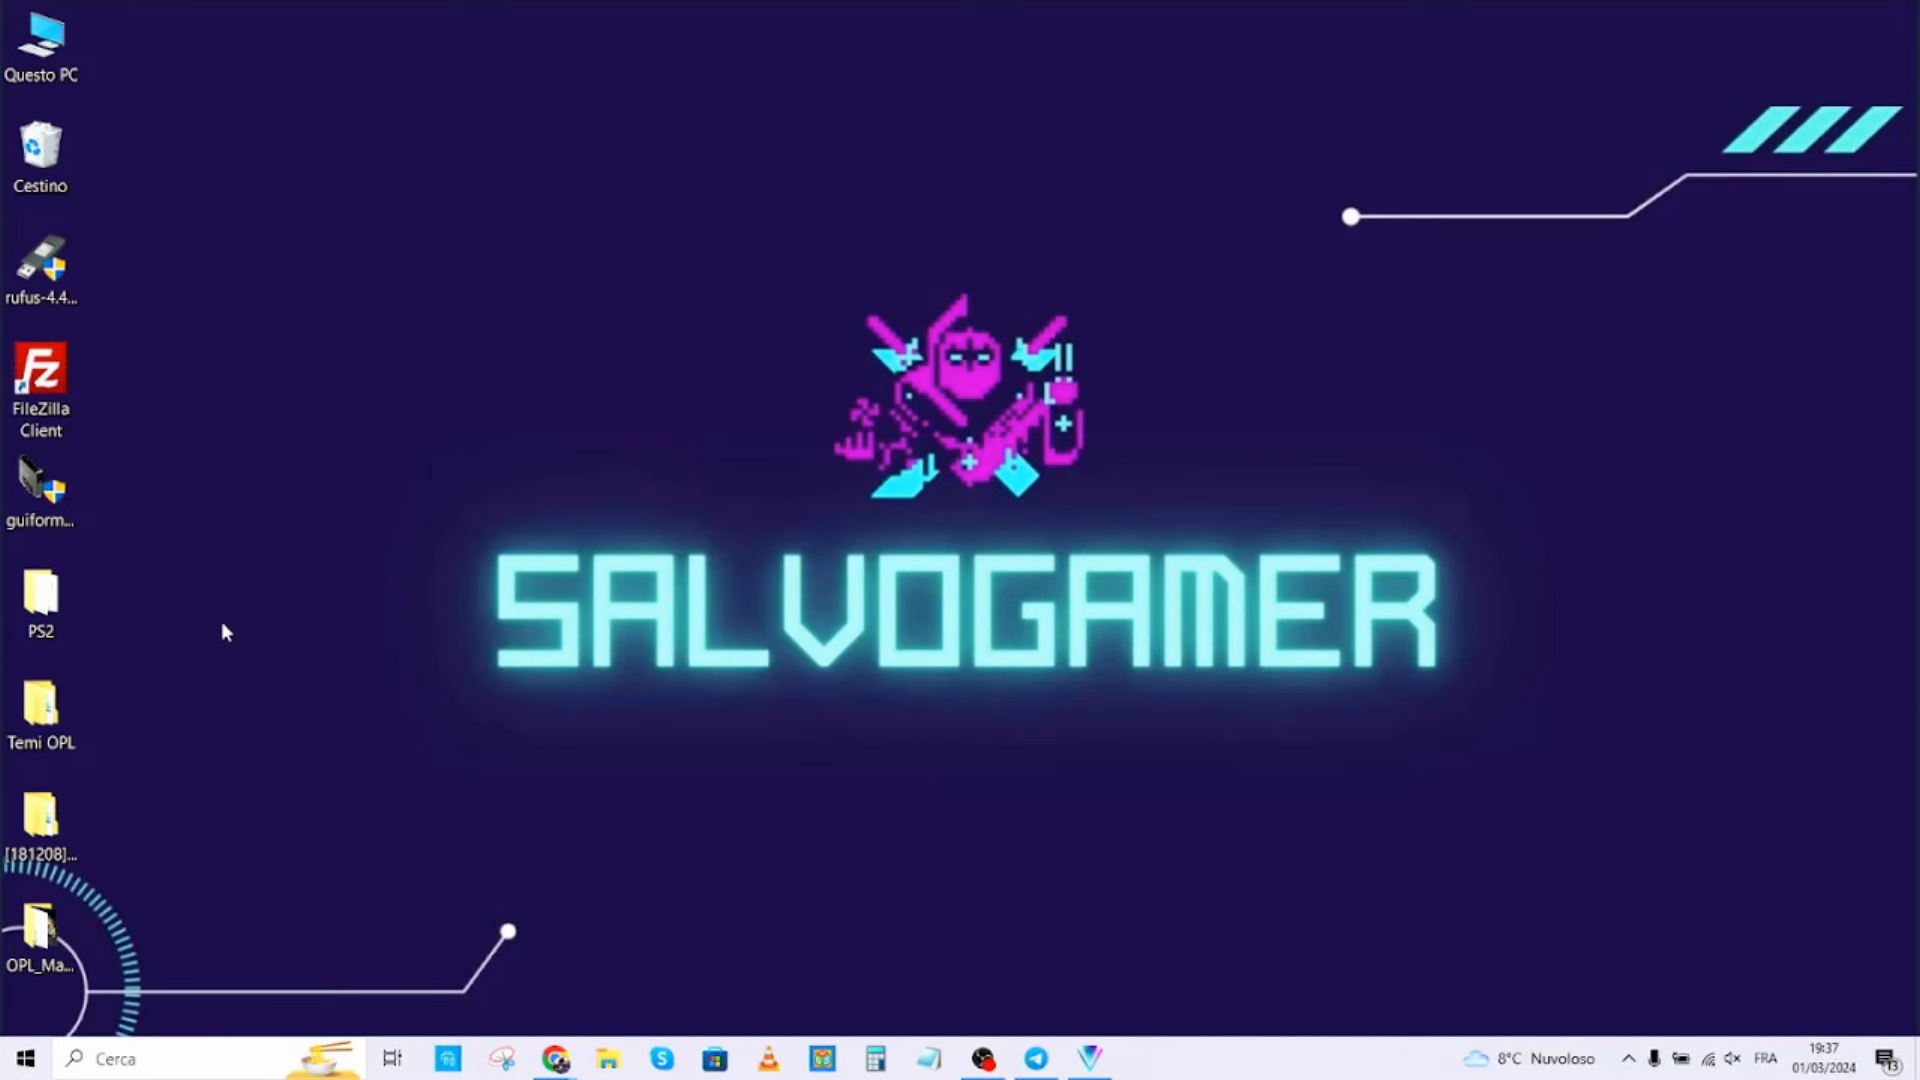 Questo PC
Cestino
rufus-4.4...
FileZilla
Client
guiform...
PS2
Temi OPL
[181208]...
OPL_Ma...
SALVOGAMER
Cerca
8°C Nuvoloso
FRA
19:37
01/03/2024
13